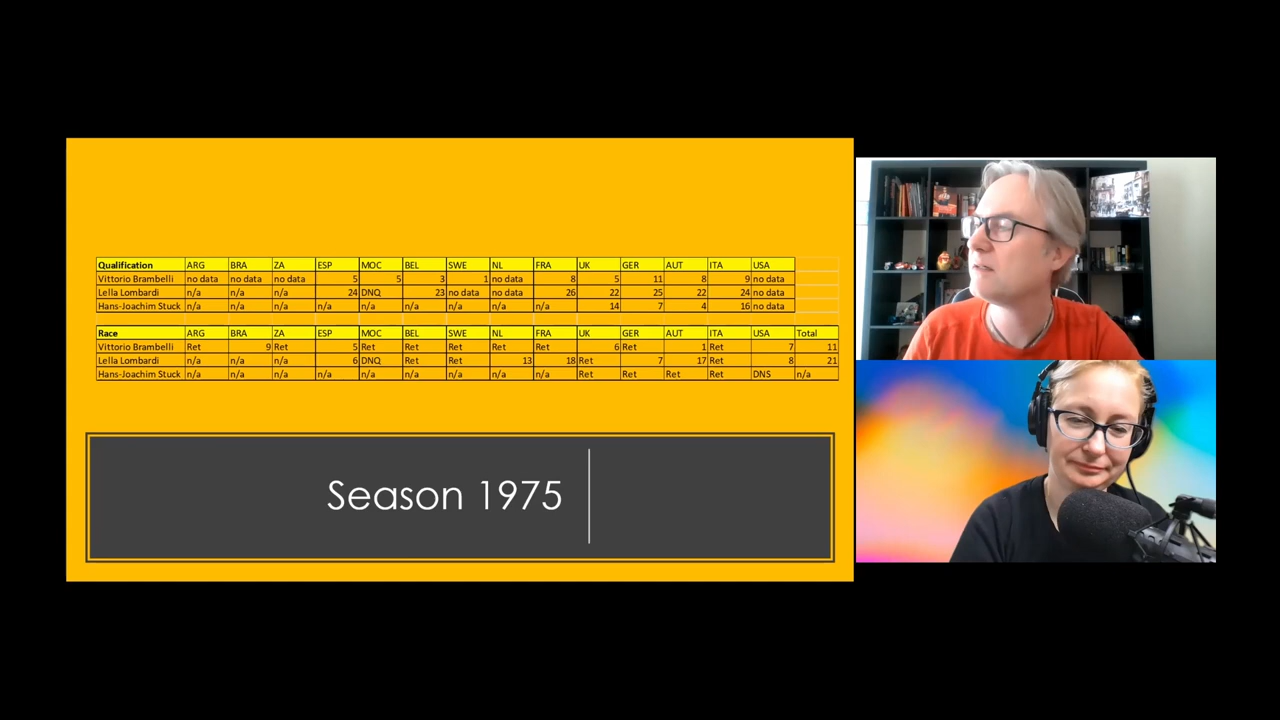 Qualification ARG BRA ZA ESP MOC BEL SWE NL FRA UK GER AUT ITA USA
Vittorio Brambelli no data no data no data 5 5 3 1 no data 8 5 11 8 9 no data
Lella Lombardi n/a n/a n/a 24 DNQ 23 no data no data 26 22 25 22 24 no data
Hans-Joachim Stuck n/a n/a n/a n/a n/a n/a n/a n/a n/a 14 7 4 16 no data
Race ARG BRA ZA ESP MOC BEL SWE NL FRA UK GER AUT ITA USA Total
Vittorio Brambelli Ret 9 Ret 5 Ret Ret Ret Ret Ret 6 Ret 1 Ret 7 11
Lella Lombardi n/a n/a n/a 6 DNQ Ret Ret 13 18 Ret 7 17 Ret 8 21
Hans-Joachim Stuck n/a n/a n/a n/a n/a n/a n/a n/a n/a Ret Ret Ret Ret DNS n/a
Season 1975